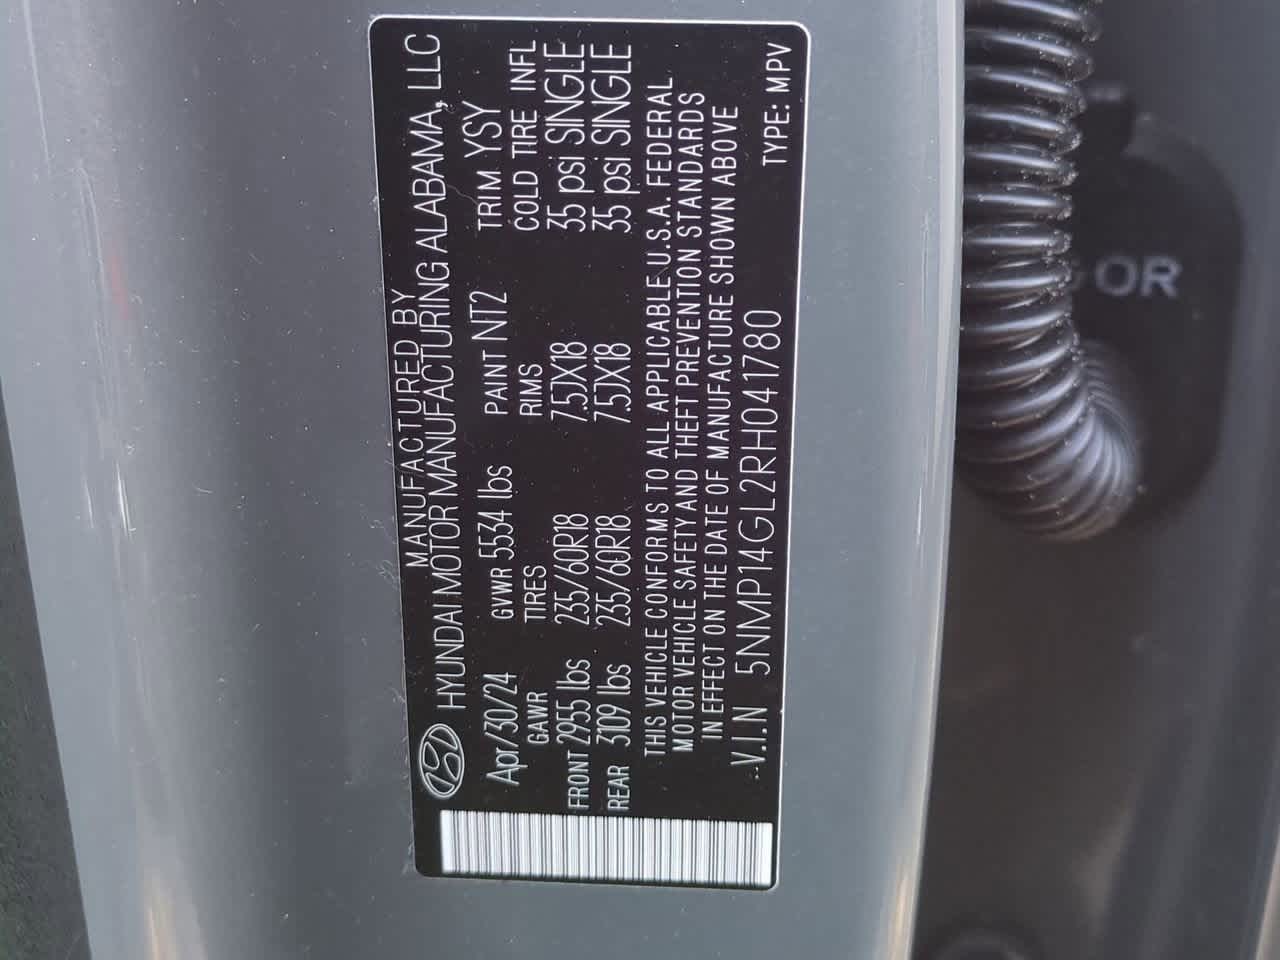 MANUFACTURED BY
HYUNDAI MOTOR MANUFACTURING ALABAMA, LLC
Apr/30/24 GVWR 5534 lbs PAINT NT2 TRIM YSY
GAWR TIRES RIMS COLD TIRE INFL
FRONT 2955 lbs 235/60R18 7.5JX18 35 psi SINGLE
REAR 3109 lbs 235/60R18 7.5JX18 35 psi SINGLE
THIS VEHICLE CONFORMS TO ALL APPLICABLE U.S.A. FEDERAL
MOTOR VEHICLE SAFETY AND THEFT PREVENTION STANDARDS
IN EFFECT ON THE DATE OF MANUFACTURE SHOWN ABOVE
V.I.N 5NMP14GL2RH041780 TYPE: MPV
OR